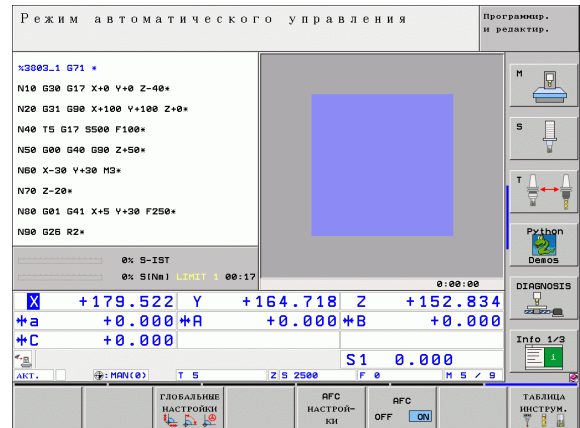 Режим автоматического управления
Программир.
и редактир.
%3803_1 G71 *
N10 G30 G17 X+0 Y+0 Z-40*
N20 G31 G90 X+100 Y+100 Z+0*
N40 T5 G17 S500 F100*
N50 G00 G40 G90 Z+50*
N60 X-30 Y+30 M3*
N70 Z-20*
N80 G01 G41 X+5 Y+30 F250*
N90 G26 R2*
0% S-IST
0% S[Nm] LIMIT 1 00:17
0:00:00
X +179.522 Y +164.718 Z +152.834
a +0.000 A +0.000 B +0.000
C +0.000
S1 0.000
АКТ. : MAN(0) T 5 Z S 2500 F 0 M 5 / 9
M
S
T
Python
Demos
DIAGNOSIS
Info 1/3
i
ГЛОБАЛЬНЫЕ
НАСТРОЙКИ
AFC
НАСТРОЙ-
КИ
AFC
OFF ON
ТАБЛИЦА
ИНСТРУМ.